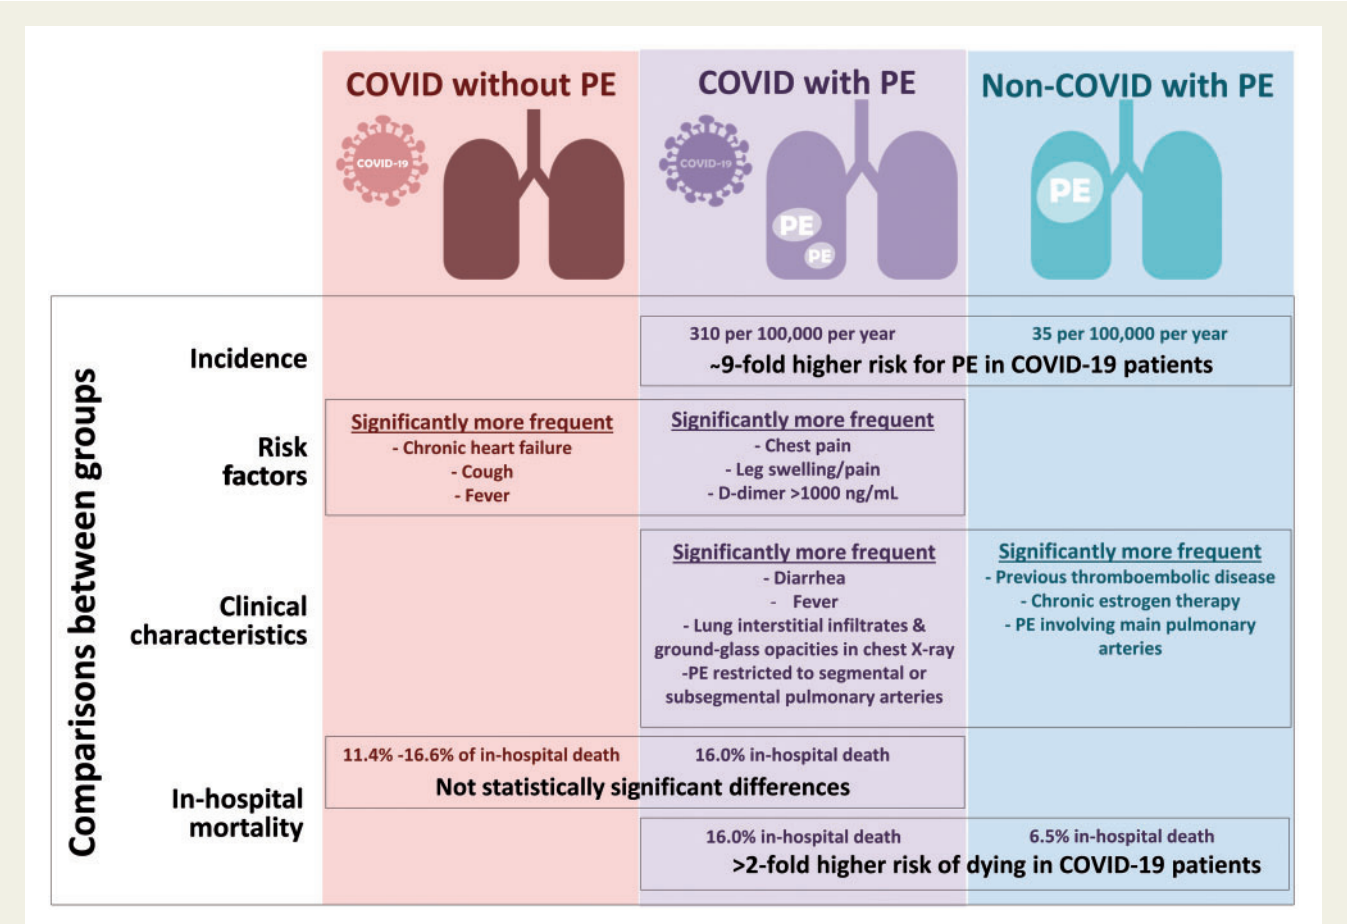 COVID without PE
COVID with PE
Non-COVID with PE
COVID-19
COVID-19
PE
PE
PE
Comparisons between groups
Incidence
310 per 100,000 per year
35 per 100,000 per year
~9-fold higher risk for PE in COVID-19 patients
Risk
factors
Significantly more frequent
- Chronic heart failure
- Cough
- Fever
Significantly more frequent
- Chest pain
- Leg swelling/pain
- D-dimer >1000 ng/mL
Clinical
characteristics
Significantly more frequent
- Diarrhea
- Fever
- Lung interstitial infiltrates &
ground-glass opacities in chest X-ray
-PE restricted to segmental or
subsegmental pulmonary arteries
Significantly more frequent
- Previous thromboembolic disease
- Chronic estrogen therapy
- PE involving main pulmonary
arteries
In-hospital
mortality
11.4% -16.6% of in-hospital death
16.0% in-hospital death
Not statistically significant differences
16.0% in-hospital death
6.5% in-hospital death
>2-fold higher risk of dying in COVID-19 patients